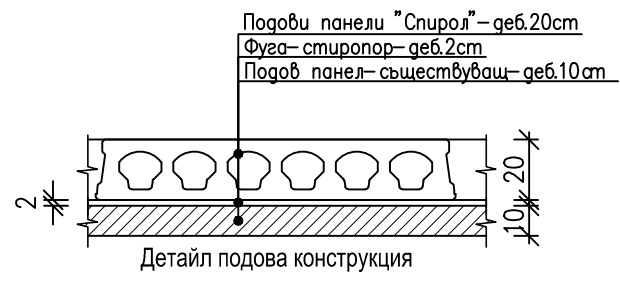 Подови панели "Спирол"–деб.20cm
Фуга–стиропор–деб.2cm
Подов панел–съществуващ–деб.10cm
20
2
10
Детайл подова конструкция